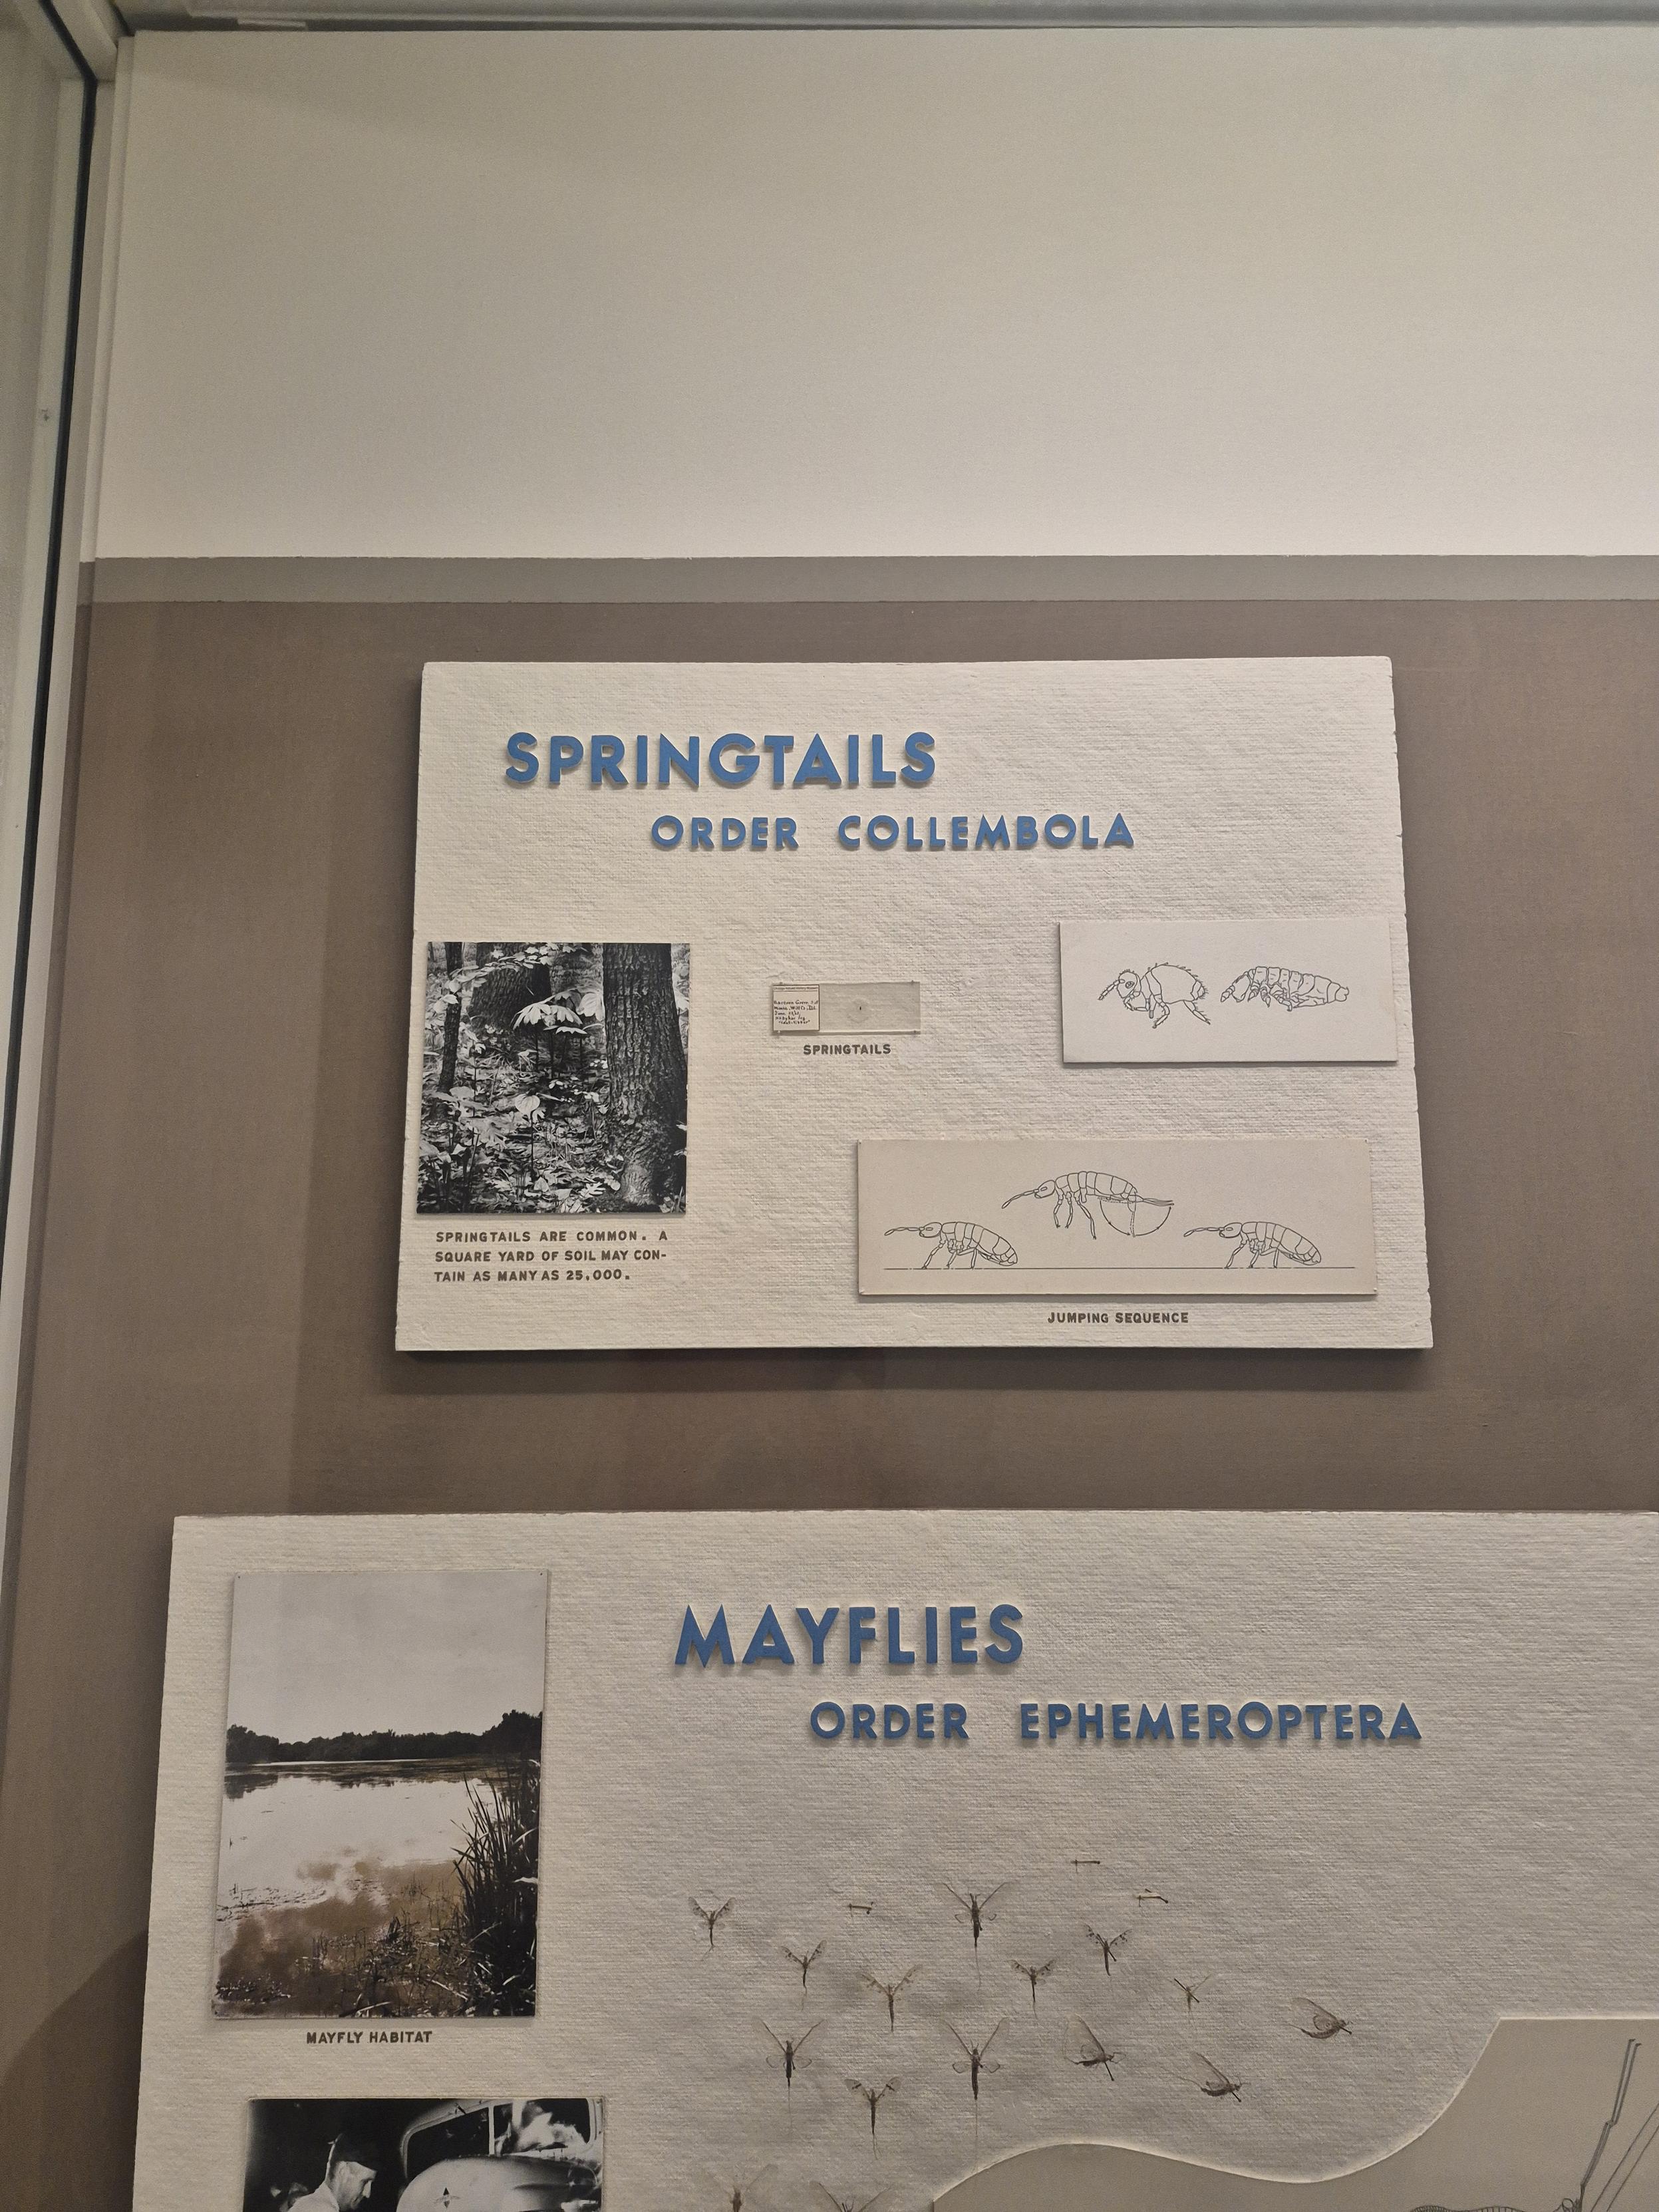 SPRINGTAILS
ORDER COLLEMBOLA
SPRINGTAILS
SPRINGTAILS ARE COMMON. A
SQUARE YARD OF SOIL MAY CON-
TAIN AS MANY AS 25,000.
JUMPING SEQUENCE
MAYFLIES
ORDER EPHEMEROPTERA
MAYFLY HABITAT